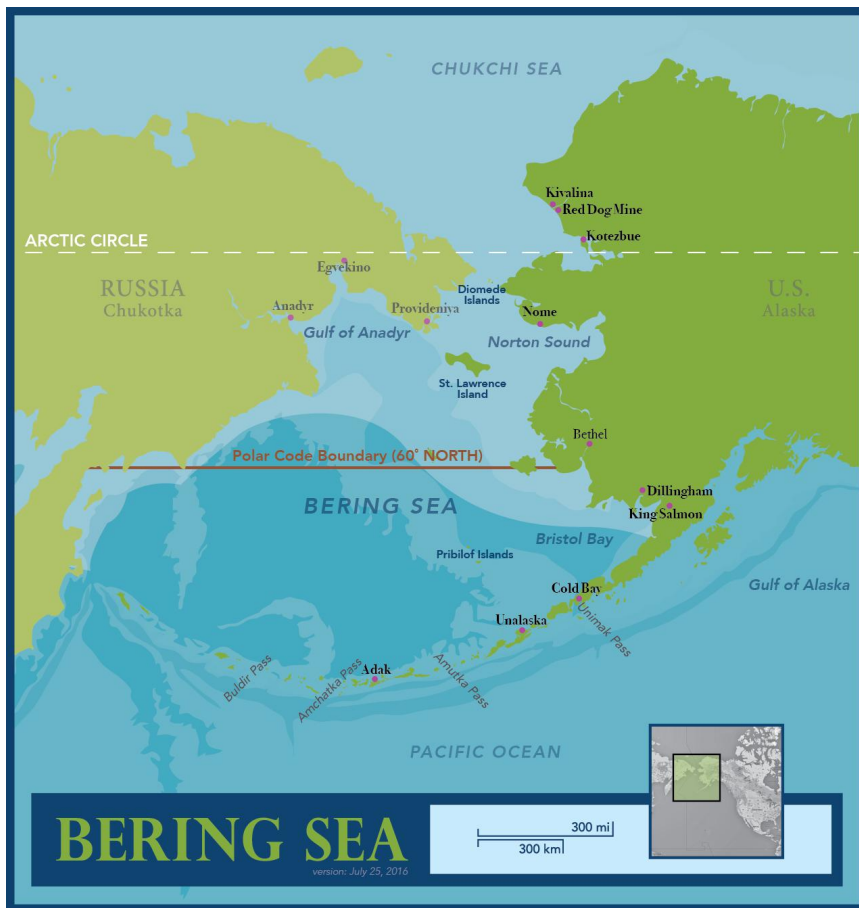 CHUKCHI SEA
Kivalina
Red Dog Mine
Kotezbue
ARCTIC CIRCLE
Egvekino
RUSSIA
Chukotka
U.S.
Alaska
Diomede
Islands
Anadyr
Provideniya
Nome
Gulf of Anadyr
Norton Sound
St. Lawrence
Island
Bethel
Polar Code Boundary (60° NORTH)
Dillingham
BERING SEA
King Salmon
Bristol Bay
Pribilof Islands
Gulf of Alaska
Cold Bay
Unalaska
Unimak Pass
Buldir Pass
Amchatka Pass
Adak
Amutka Pass
PACIFIC OCEAN
BERING SEA
version: July 25, 2016
300 mi
300 km